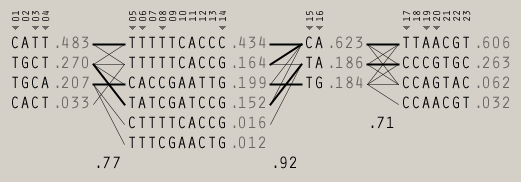 01 02 03 04 05 06 07 08 09 10 11 12 13 14 15 16 17 18 19 20 21 22 23
CATT .483 TTTTTCACCC .434 CA .623 TTAACGT .606
TGCT .270 TTTTTCACCG .164 TA .186 CCCGTGC .263
TGCA .207 CACCGAATTG .199 TG .184 CCAACGC .062
CACT .033 TATCGATCCG .152 CCAACGT .032
CTTTTCACCG .016 .71
TTTCGAACTG .012
.77 .92